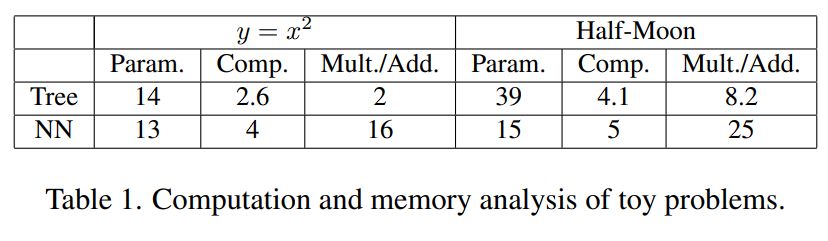 y = x² Half-Moon
Param. Comp. Mult./Add. Param. Comp. Mult./Add.
Tree 14 2.6 2 39 4.1 8.2
NN 13 4 16 15 5 25
Table 1. Computation and memory analysis of toy problems.